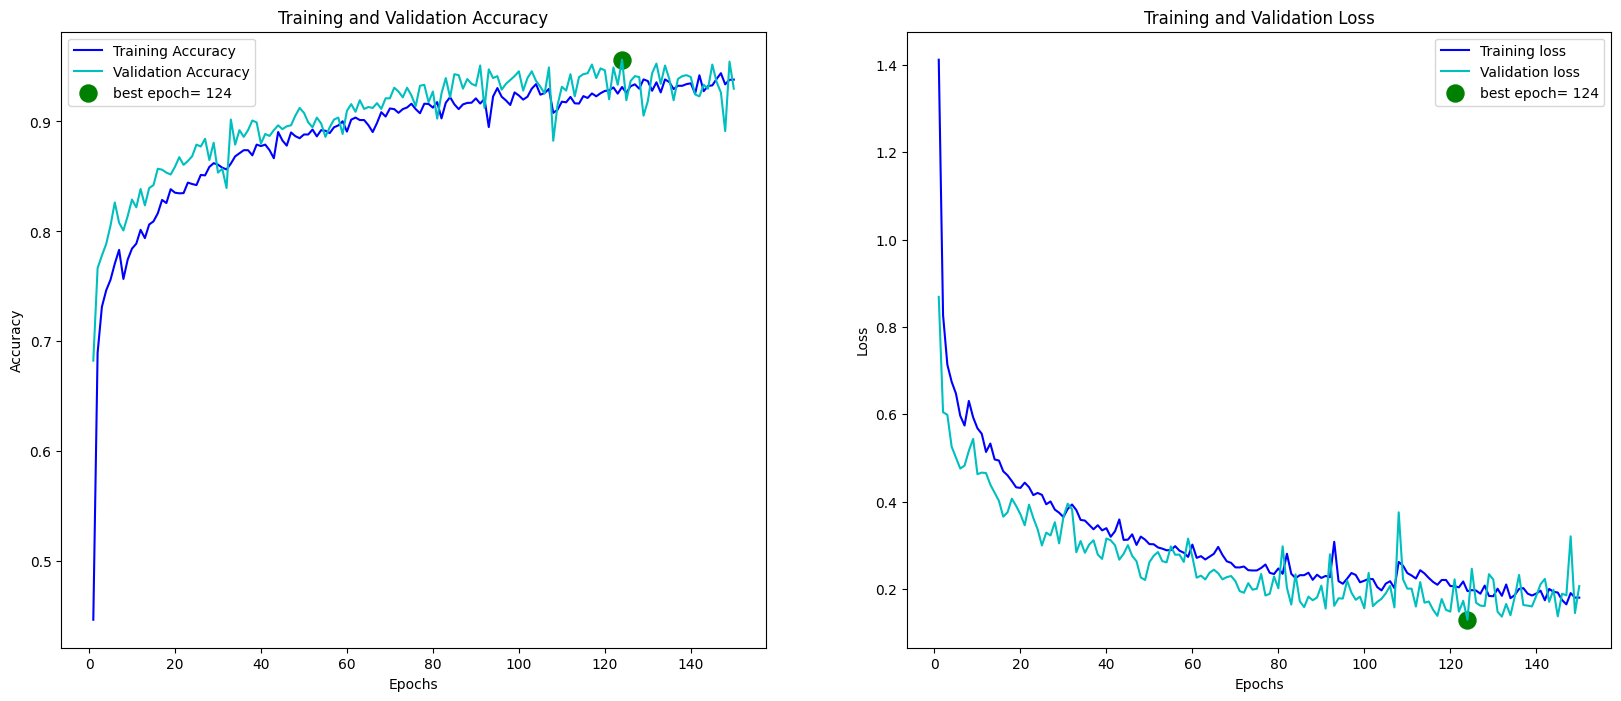 Training and Validation Accuracy
Training Accuracy
Validation Accuracy
best epoch= 124
Accuracy
0.9
0.8
0.7
0.6
0.5
0 20 40 60 80 100 120 140
Epochs
Training and Validation Loss
Training loss
Validation loss
best epoch= 124
Loss
1.4
1.2
1.0
0.8
0.6
0.4
0.2
0 20 40 60 80 100 120 140
Epochs